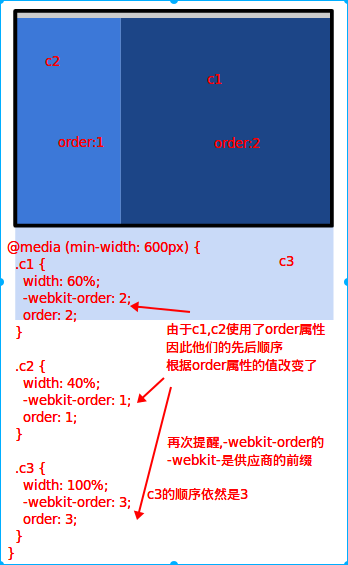 c2
c1
order:1
order:2
c3
@media (min-width: 600px) {
.c1 {
width: 60%;
-webkit-order: 2;
order: 2;
}
由于c1,c2使用了order属性
因此他们的先后顺序
根据order属性的值改变了
.c2 {
width: 40%;
-webkit-order: 1;
order: 1;
}
再次提醒,-webkit-order的
-webkit-是供应商的前缀
.c3 {
width: 100%;
-webkit-order: 3;
order: 3;
}
}
c3的顺序依然是3